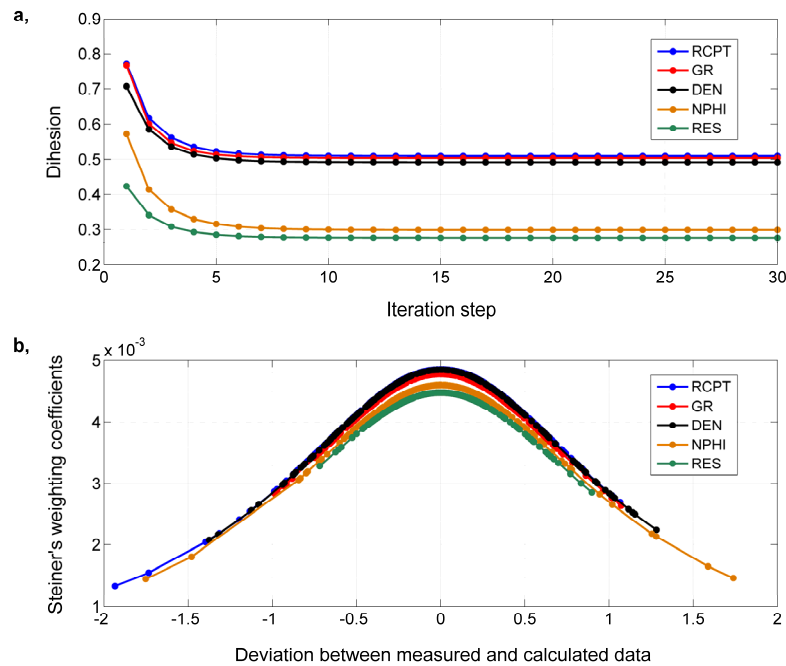 a,
0.9
0.8
0.7
0.6
0.5
0.4
0.3
0.2
Dihesion
RCPT
GR
DEN
NPHI
RES
0 5 10 15 20 25 30
Iteration step
b,
x 10-3
5
4
3
2
1
Steiner's weighting coefficients
RCPT
GR
DEN
NPHI
RES
-2 -1.5 -1 -0.5 0 0.5 1 1.5 2
Deviation between measured and calculated data